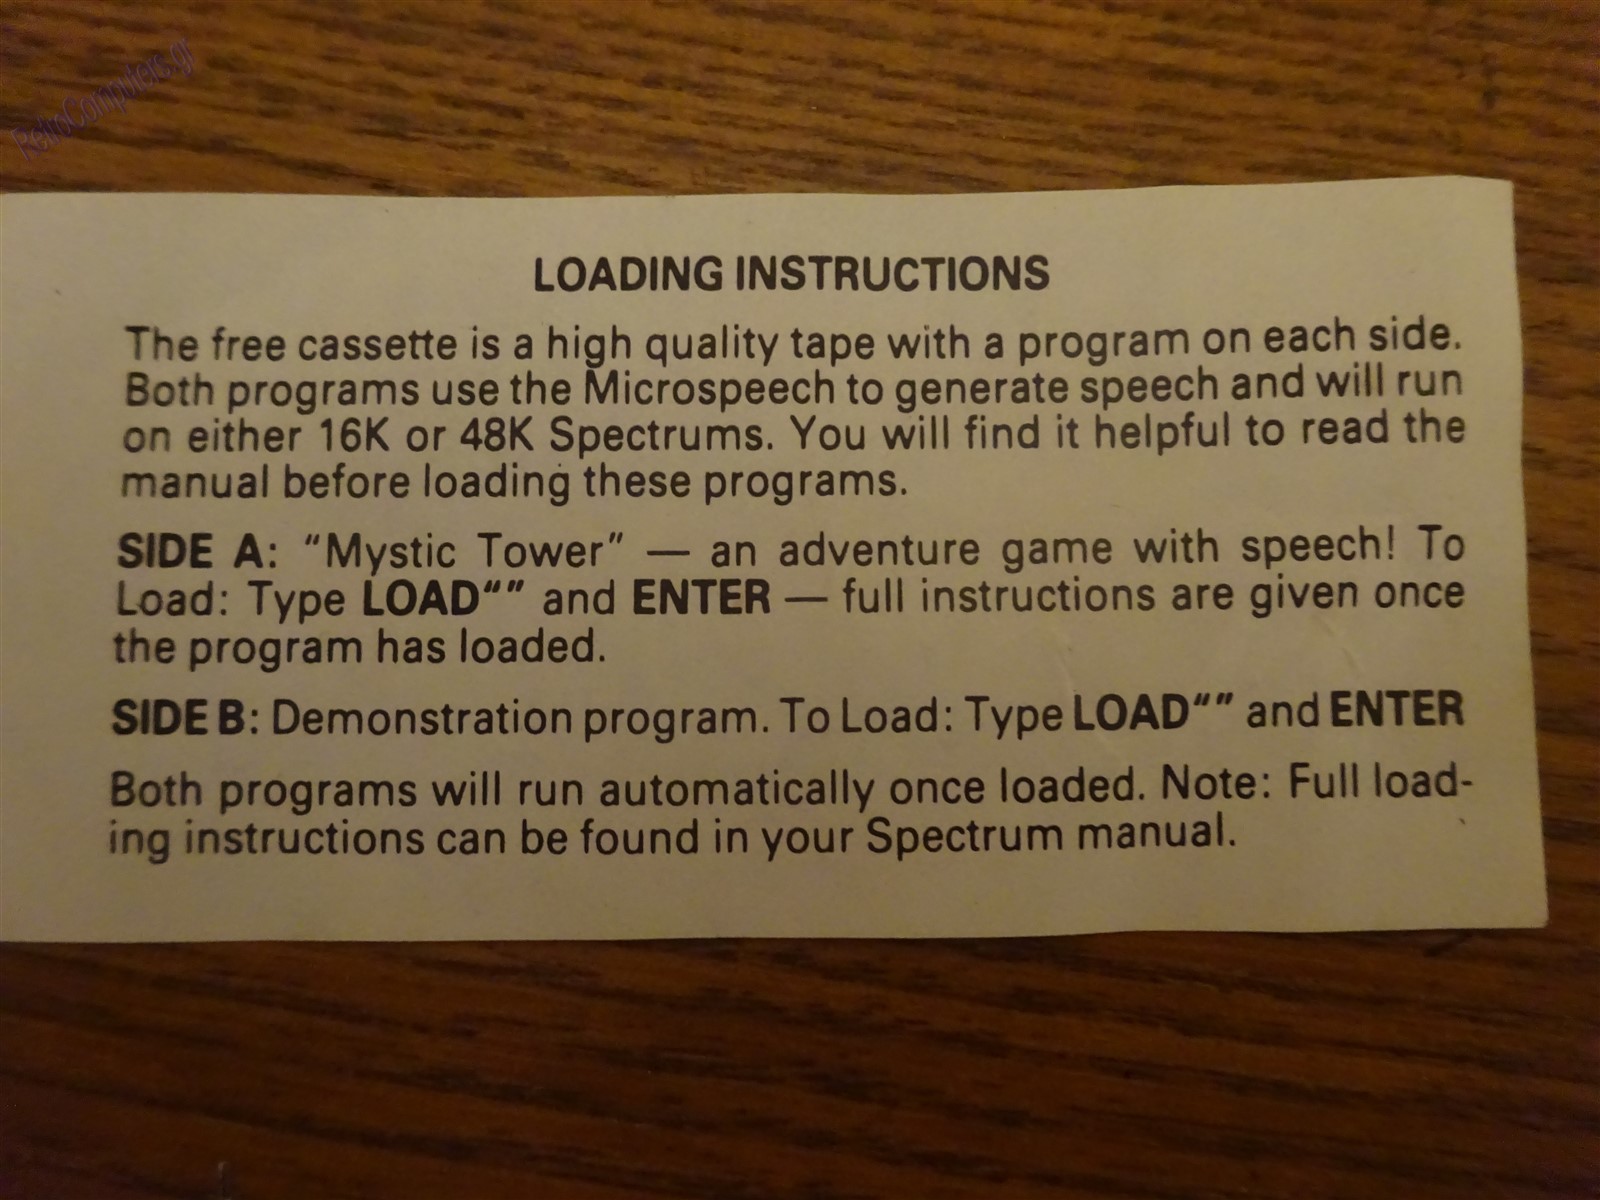 RetroComputers.gr
LOADING INSTRUCTIONS
The free cassette is a high quality tape with a program on each side.
Both programs use the Microspeech to generate speech and will run
on either 16K or 48K Spectrums. You will find it helpful to read the
manual before loading these programs.
SIDE A: “Mystic Tower” — an adventure game with speech! To
Load: Type LOAD“” and ENTER — full instructions are given once
the program has loaded.
SIDE B: Demonstration program. To Load: Type LOAD“” and ENTER
Both programs will run automatically once loaded. Note: Full load-
ing instructions can be found in your Spectrum manual.